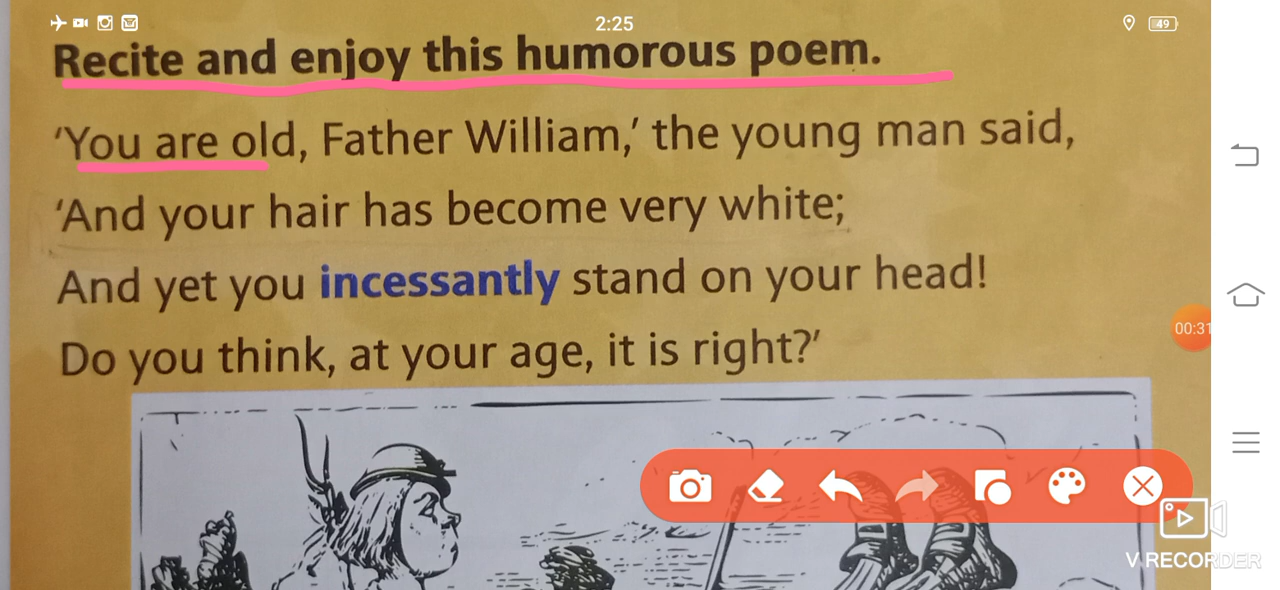 2:25
49
Recite and enjoy this humorous poem.
‘You are old, Father William,’ the young man said,
‘And your hair has become very white;
And yet you incessantly stand on your head!
Do you think, at your age, it is right?’
00:31
V RECORDER